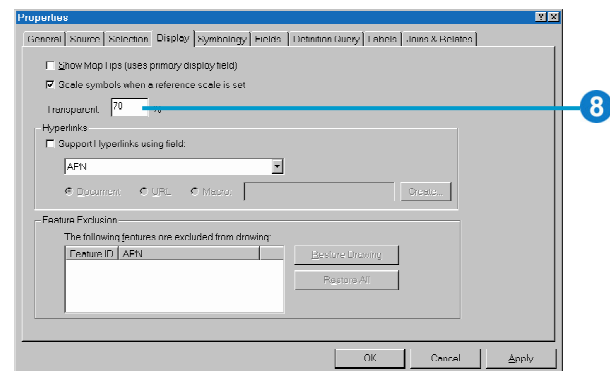 Properties
General Source Selection Display Symbology Fields Definition Query Labels Joins & Relates
Show Map Tips (uses primary display field)
Scale symbols when a reference scale is set
Transparent: 70 %
8
Hyperlinks
Support Hyperlinks using field:
APN
Document URL Macro: Create...
Feature Exclusion
The following features are excluded from drawing:
Feature ID APN
Restore Drawing
Restore All
OK Cancel Apply